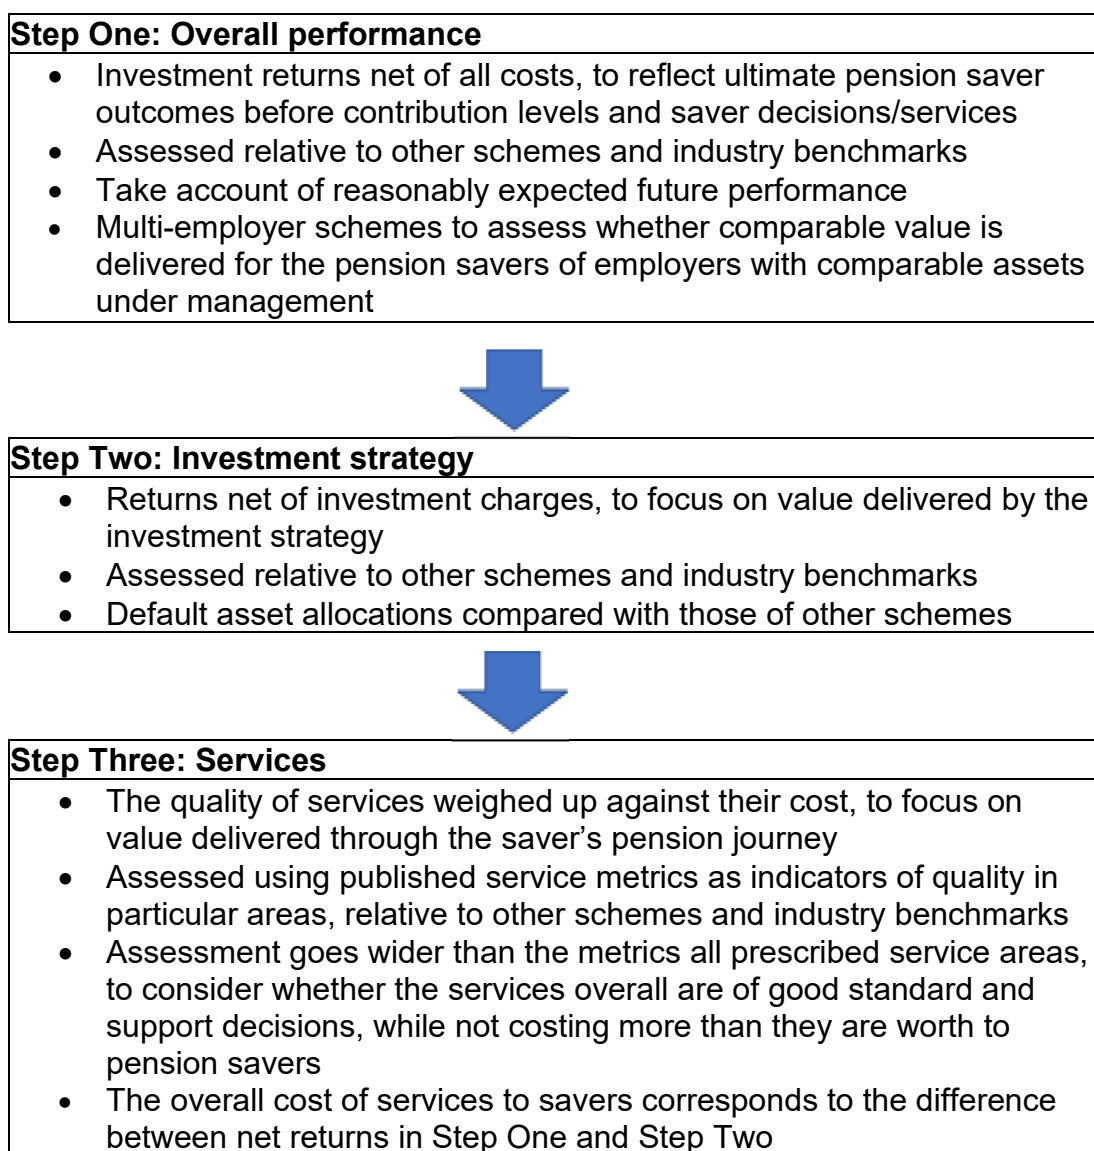 Step One: Overall performance
• Investment returns net of all costs, to reflect ultimate pension saver
outcomes before contribution levels and saver decisions/services
• Assessed relative to other schemes and industry benchmarks
• Take account of reasonably expected future performance
• Multi-employer schemes to assess whether comparable value is
delivered for the pension savers of employers with comparable assets
under management
Step Two: Investment strategy
• Returns net of investment charges, to focus on value delivered by the
investment strategy
• Assessed relative to other schemes and industry benchmarks
• Default asset allocations compared with those of other schemes
Step Three: Services
• The quality of services weighed up against their cost, to focus on
value delivered through the saver’s pension journey
• Assessed using published service metrics as indicators of quality in
particular areas, relative to other schemes and industry benchmarks
• Assessment goes wider than the metrics all prescribed service areas,
to consider whether the services overall are of good standard and
support decisions, while not costing more than they are worth to
pension savers
• The overall cost of services to savers corresponds to the difference
between net returns in Step One and Step Two